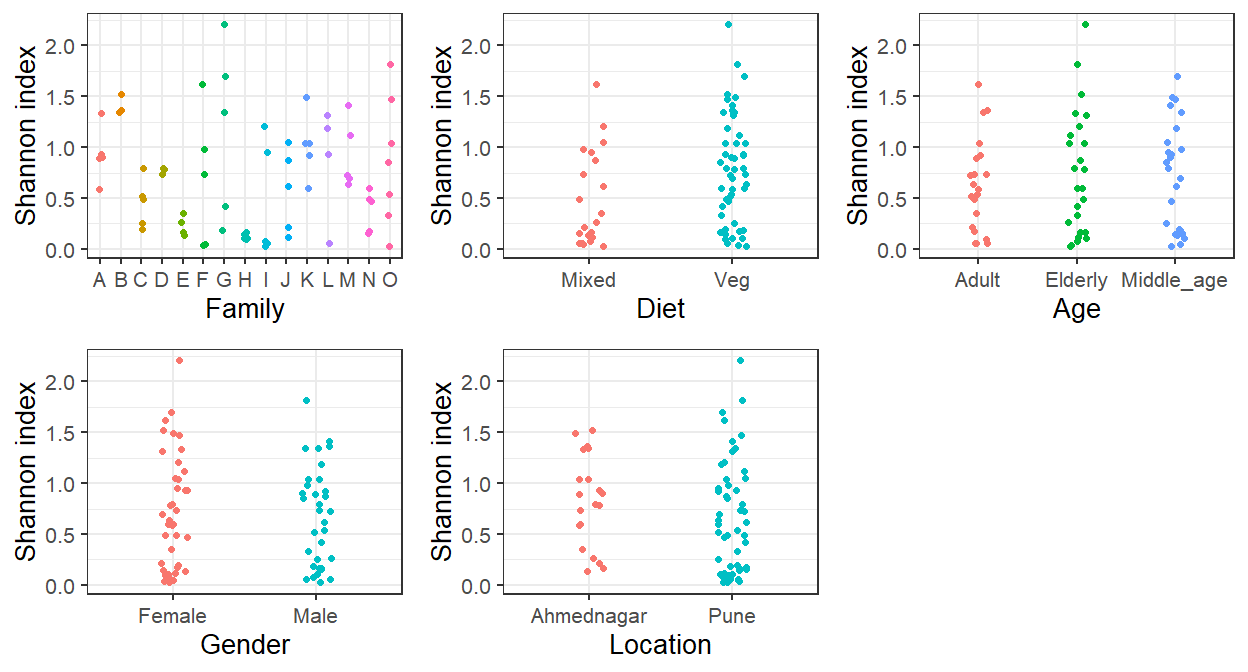 Shannon index
2.0
1.5
1.0
0.5
0.0
A B C D E F G H I J K L M N O
Family
Shannon index
2.0
1.5
1.0
0.5
0.0
Mixed Veg
Diet
Shannon index
2.0
1.5
1.0
0.5
0.0
Adult Elderly Middle_age
Age
Shannon index
2.0
1.5
1.0
0.5
0.0
Female Male
Gender
Shannon index
2.0
1.5
1.0
0.5
0.0
Ahmednagar Pune
Location